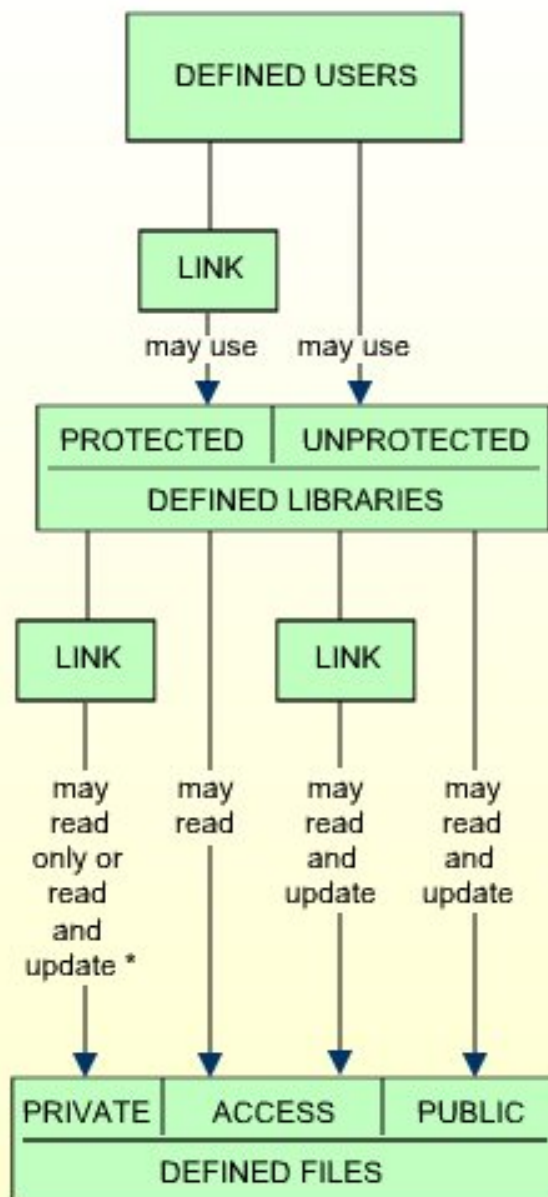 DEFINED USERS
LINK
may use
may use
PROTECTED
UNPROTECTED
DEFINED LIBRARIES
LINK
LINK
may
read
only or
read
and
update *
may
read
may
read
and
update
may
read
and
update
PRIVATE
ACCESS
PUBLIC
DEFINED FILES